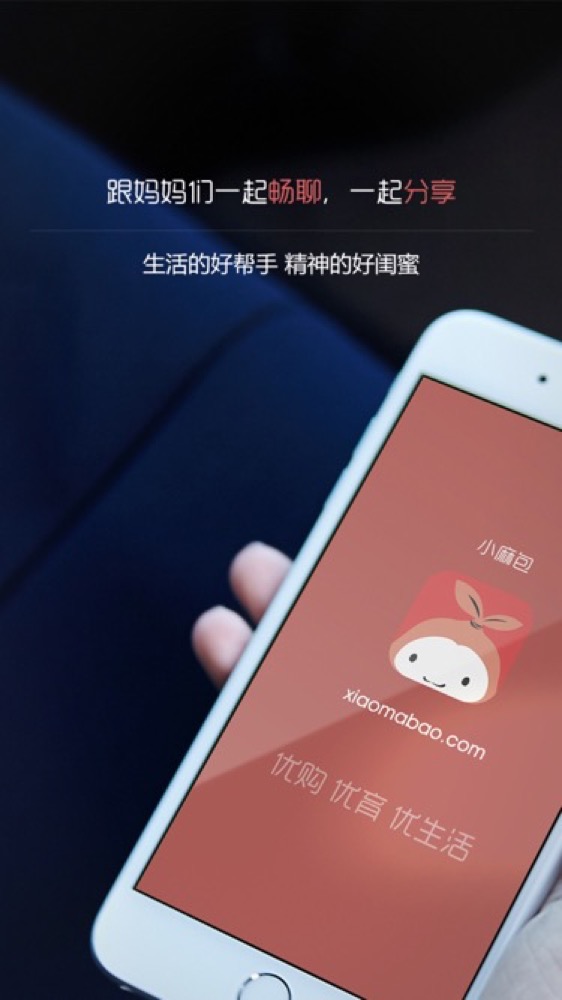 跟妈妈们一起畅聊，一起分享
生活的好帮手 精神的好闺蜜
小麻包
xiaomabao.com
优购 优育 优生活